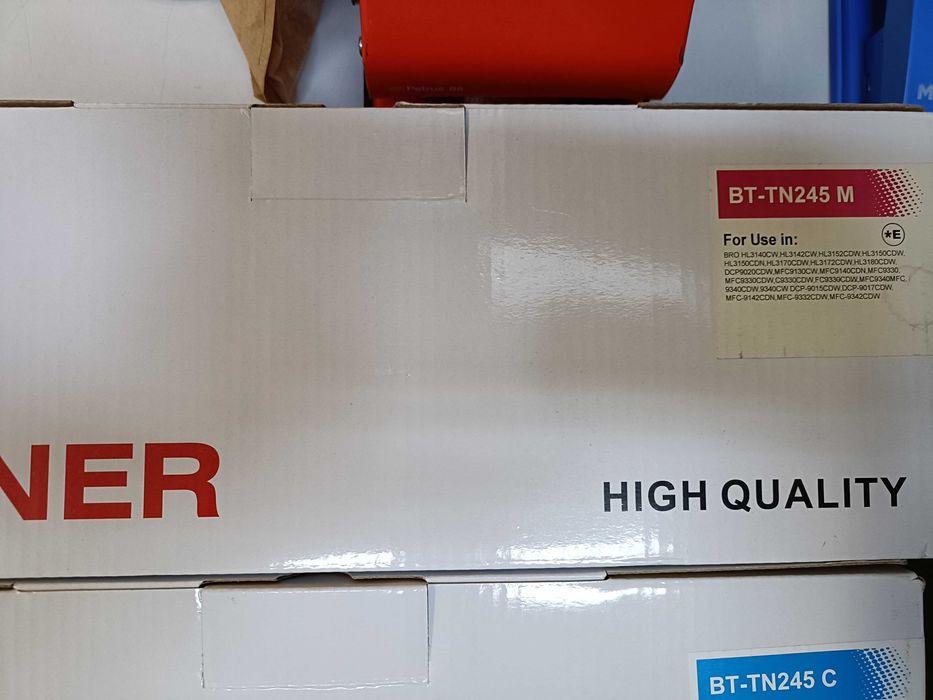 Petrus 86
M
BT-TN245 M
For Use in:
*E
BRO HL3140CW,HL3142CW,HL3152CDW,HL3150CDW,
HL3150CDN,HL3170CDW,HL3172CDW,HL3180CDW,
DCP9020CDW,MFC9130CW,MFC9140CDN,MFC9330,
MFC9330CDW,C9330CDW,FC9330CDW,MFC9340MFC, /
9340CDW,9340CW DCP-9015CDW,DCP-9017CDW,
MFC-9142CDN,MFC-9332CDW,MFC-9342CDW
NER
HIGH QUALITY
BT-TN245 C